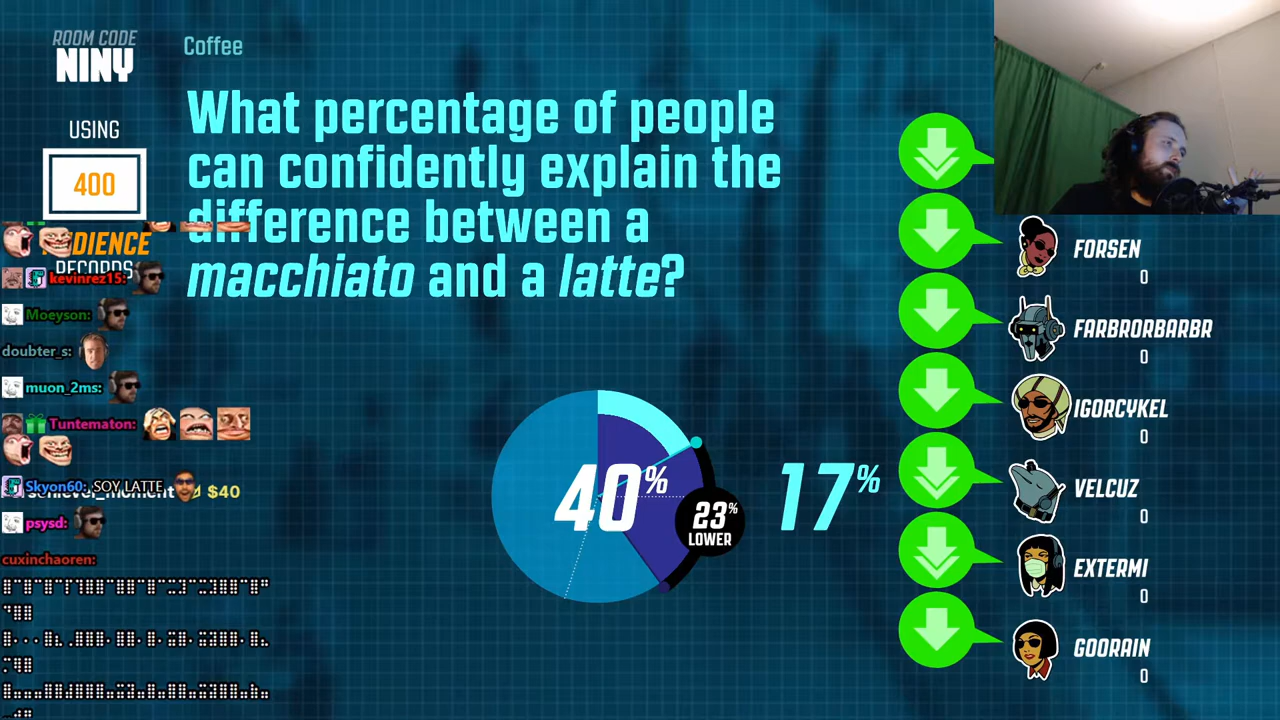 ROOM CODE
NINY
USING
400
AUDIENCE
RECORDS
Coffee
What percentage of people
can confidently explain the
difference between a
macchiato and a latte?
40%
23%
LOWER
17%
FORSEN
0
FARBRORBARBR
0
IGORCYKEL
0
VELCUZ
0
EXTERMI
0
GOORAIN
0
kevinrez15:
Moeyson:
doubter_s:
muon_2ms:
Tuntematon:
Skyon60: SOY LATTE
$40
psysd:
cuxinchaoren: